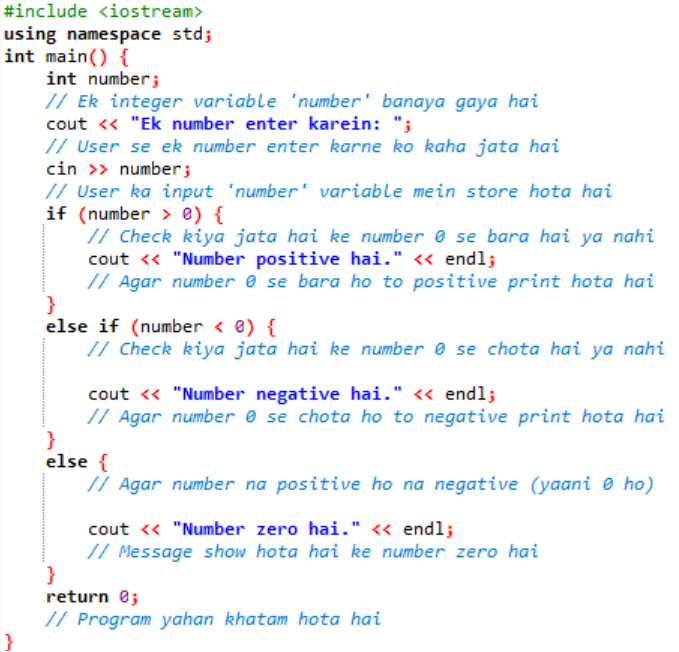 #include <iostream>
using namespace std;
int main() {
    int number;
    // Ek integer variable 'number' banaya gaya hai
    cout << "Ek number enter karein: ";
    // User se ek number enter karne ko kaha jata hai
    cin >> number;
    // User ka input 'number' variable mein store hota hai
    if (number > 0) {
        // Check kiya jata hai ke number 0 se bara hai ya nahi
        cout << "Number positive hai." << endl;
        // Agar number 0 se bara ho to positive print hota hai
    }
    else if (number < 0) {
        // Check kiya jata hai ke number 0 se chota hai ya nahi

        cout << "Number negative hai." << endl;
        // Agar number 0 se chota ho to negative print hota hai
    }
    else {
        // Agar number na positive ho na negative (yaani 0 ho)

        cout << "Number zero hai." << endl;
        // Message show hota hai ke number zero hai
    }
    return 0;
    // Program yahan khatam hota hai
}